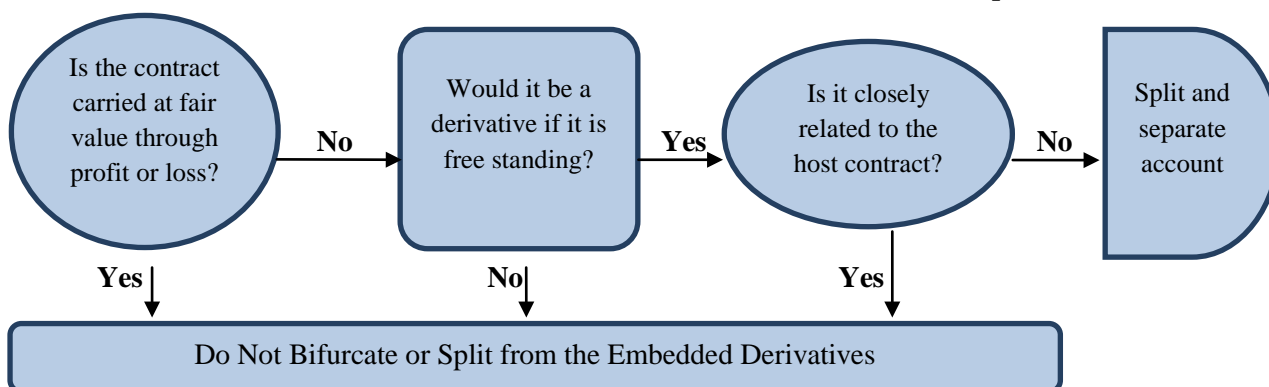 Is the contract
carried at fair
value through
profit or loss?
No
Would it be a
derivative if it is
free standing?
Yes
Is it closely
related to the
host contract?
No
Split and
separate
account
Yes
No
Yes
Do Not Bifurcate or Split from the Embedded Derivatives